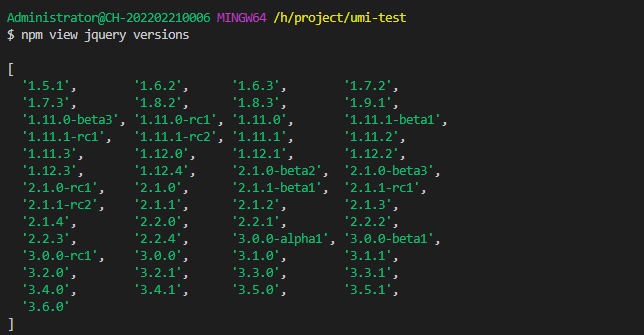 Administrator@CH-202202210006 MINGW64 /h/project/umi-test
$ npm view jquery versions
[
'1.5.1', '1.6.2', '1.6.3', '1.7.2',
'1.7.3', '1.8.2', '1.8.3', '1.9.1',
'1.11.0-beta3', '1.11.0-rc1', '1.11.0', '1.11.1-beta1',
'1.11.1-rc1', '1.11.1-rc2', '1.11.1', '1.11.2',
'1.11.3', '1.12.0', '1.12.1', '1.12.2',
'1.12.3', '1.12.4', '2.1.0-beta2', '2.1.0-beta3',
'2.1.0-rc1', '2.1.0', '2.1.1-beta1', '2.1.1-rc1',
'2.1.1-rc2', '2.1.1', '2.1.2', '2.1.3',
'2.1.4', '2.2.0', '2.2.1', '2.2.2',
'2.2.3', '2.2.4', '3.0.0-alpha1', '3.0.0-beta1',
'3.0.0-rc1', '3.0.0', '3.1.0', '3.1.1',
'3.2.0', '3.2.1', '3.3.0', '3.3.1',
'3.4.0', '3.4.1', '3.5.0', '3.5.1',
'3.6.0'
]